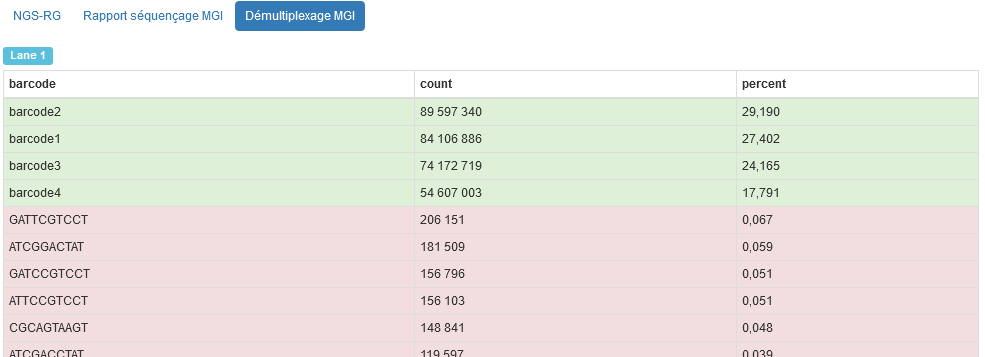 NGS-RG Rapport séquençage MGI Démultiplexage MGI
Lane 1
barcode count percent
barcode2 89 597 340 29,190
barcode1 84 106 886 27,402
barcode3 74 172 719 24,165
barcode4 54 607 003 17,791
GATTCGTCCT 206 151 0,067
ATCGGACTAT 181 509 0,059
GATCCGTCCT 156 796 0,051
ATTCCGTCCT 156 103 0,051
CGCAGTAAGT 148 841 0,048
ATCGACCTAT 119 597 0,039